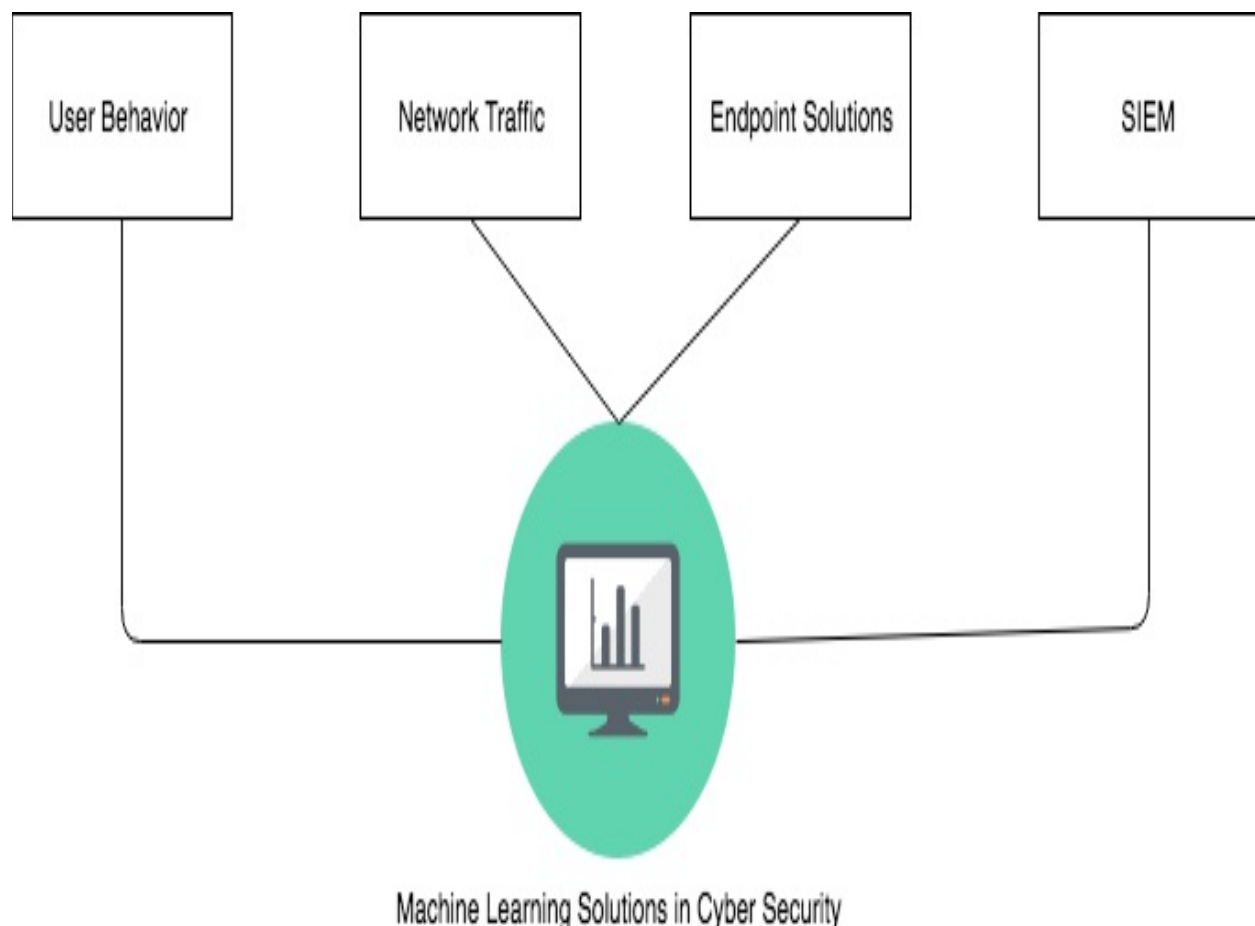 User Behavior
Network Traffic
Endpoint Solutions
SIEM
Machine Learning Solutions in Cyber Security